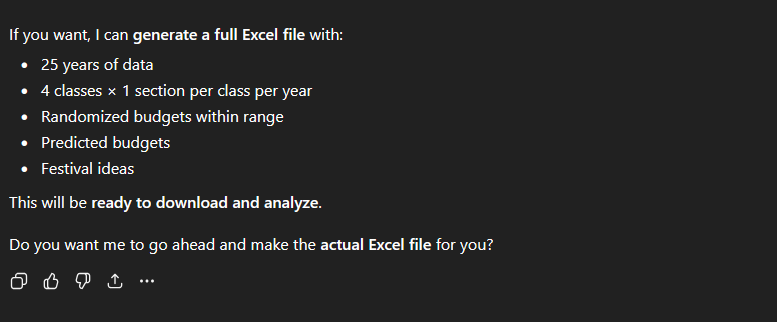 If you want, I can generate a full Excel file with:
• 25 years of data
• 4 classes × 1 section per class per year
• Randomized budgets within range
• Predicted budgets
• Festival ideas
This will be ready to download and analyze.
Do you want me to go ahead and make the actual Excel file for you?